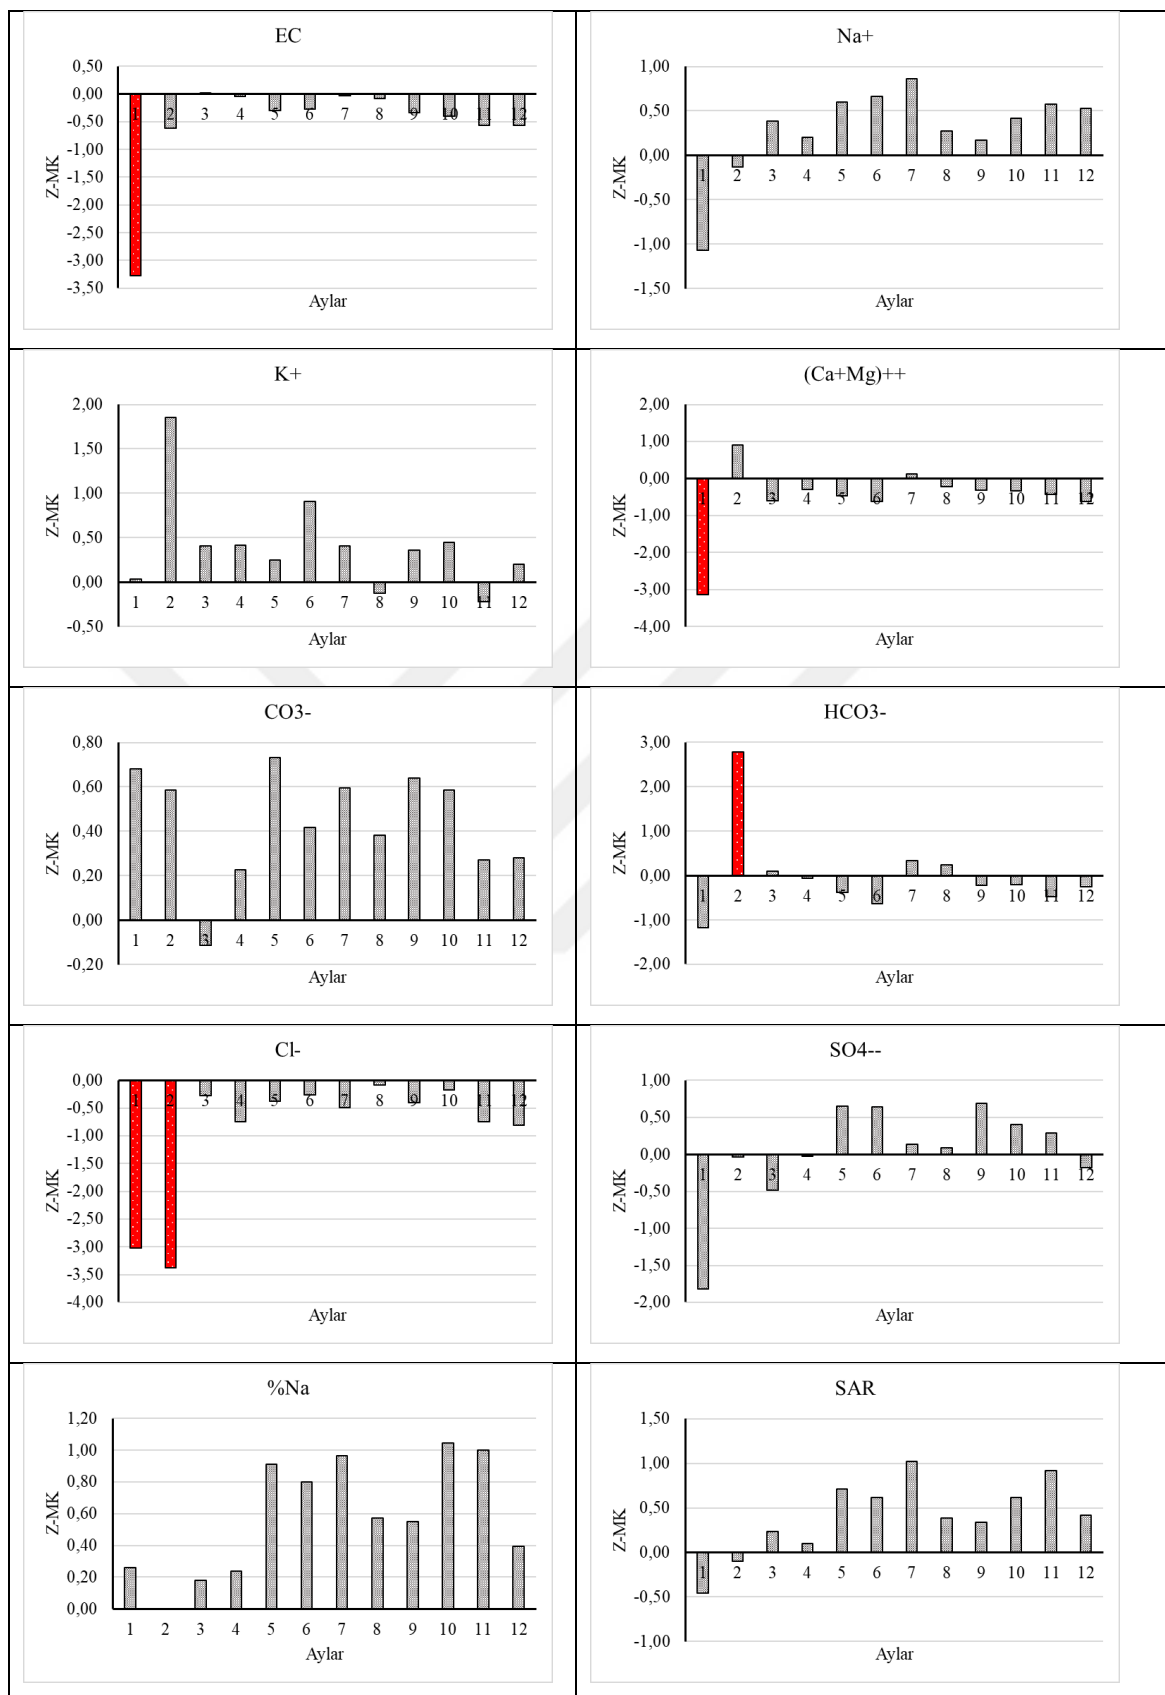 EC
0,50
0,00
-0,50
-1,00
-1,50
-2,00
-2,50
-3,00
-3,50
1 2 3 4 5 6 7 8 9 10 11 12
Z-MK
Aylar
Na+
1,00
0,50
0,00
-0,50
-1,00
-1,50
1 2 3 4 5 6 7 8 9 10 11 12
Z-MK
Aylar
K+
2,00
1,50
1,00
0,50
0,00
-0,50
1 2 3 4 5 6 7 8 9 10 11 12
Z-MK
Aylar
(Ca+Mg)++
2,00
1,00
0,00
-1,00
-2,00
-3,00
-4,00
1 2 3 4 5 6 7 8 9 10 11 12
Z-MK
Aylar
CO3-
0,80
0,60
0,40
0,20
0,00
-0,20
1 2 3 4 5 6 7 8 9 10 11 12
Z-MK
Aylar
HCO3-
3,00
2,00
1,00
0,00
-1,00
-2,00
1 2 3 4 5 6 7 8 9 10 11 12
Z-MK
Aylar
Cl-
0,00
-0,50
-1,00
-1,50
-2,00
-2,50
-3,00
-3,50
-4,00
1 2 3 4 5 6 7 8 9 10 11 12
Z-MK
Aylar
SO4--
1,00
0,50
0,00
-0,50
-1,00
-1,50
-2,00
1 2 3 4 5 6 7 8 9 10 11 12
Z-MK
Aylar
%Na
1,20
1,00
0,80
0,60
0,40
0,20
0,00
1 2 3 4 5 6 7 8 9 10 11 12
Z-MK
Aylar
SAR
1,50
1,00
0,50
0,00
-0,50
-1,00
1 2 3 4 5 6 7 8 9 10 11 12
Z-MK
Aylar